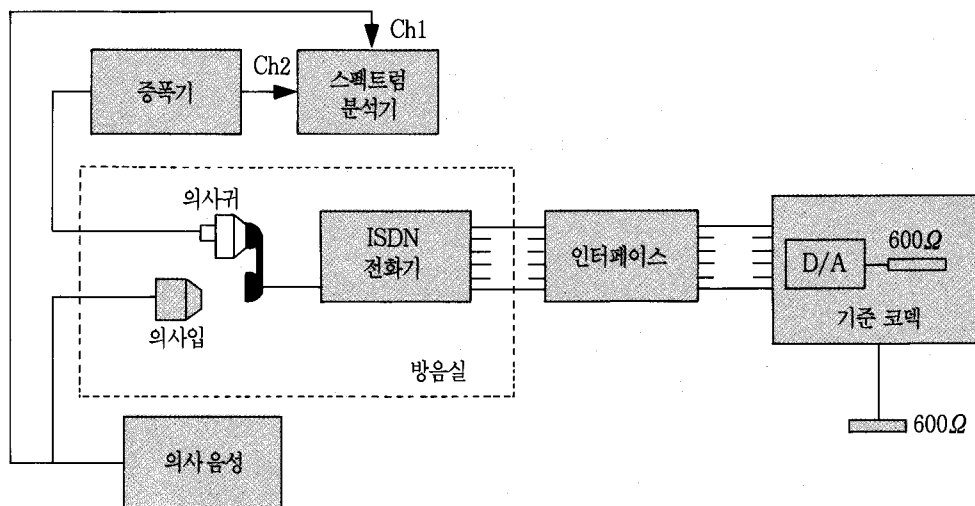 Ch1
Ch2
증폭기
스펙트럼
분석기
의사귀
ISDN
전화기
인터페이스
600Ω
D/A
기준 코덱
의사입
방음실
600Ω
의사 음성